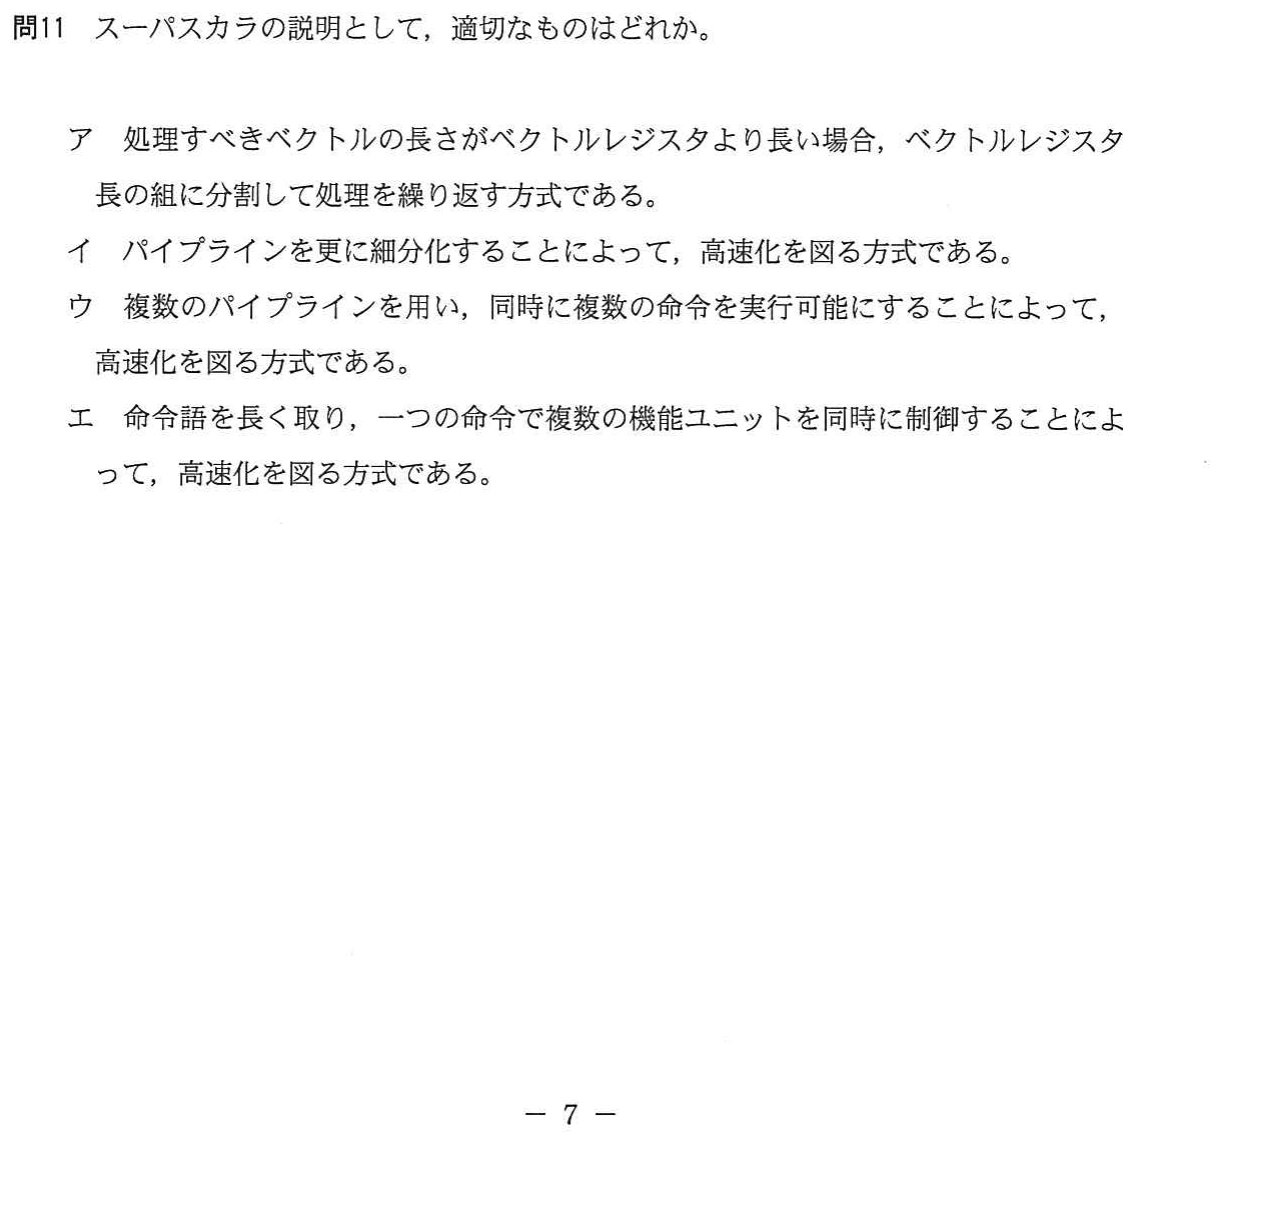 問11　スーパスカラの説明として，適切なものはどれか。
ア　処理すべきベクトルの長さがベクトルレジスタより長い場合，ベクトルレジスタ
長の組に分割して処理を繰り返す方式である。
イ　パイプラインを更に細分化することによって，高速化を図る方式である。
ウ　複数のパイプラインを用い，同時に複数の命令を実行可能にすることによって，
高速化を図る方式である。
エ　命令語を長く取り，一つの命令で複数の機能ユニットを同時に制御することによ
って，高速化を図る方式である。
－ 7 －